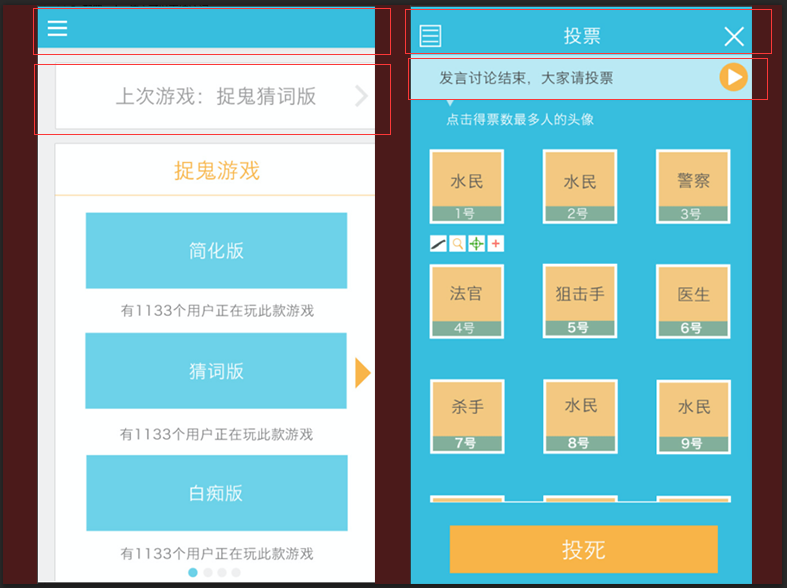 上次游戏：捉鬼猜词版
捉鬼游戏
简化版
有1133个用户正在玩此款游戏
猜词版
有1133个用户正在玩此款游戏
白痴版
有1133个用户正在玩此款游戏
投票
发言讨论结束，大家请投票
点击得票数最多人的头像
水民 水民 警察
1号 2号 3号
法官 狙击手 医生
4号 5号 6号
杀手 水民 水民
7号 8号 9号
投死